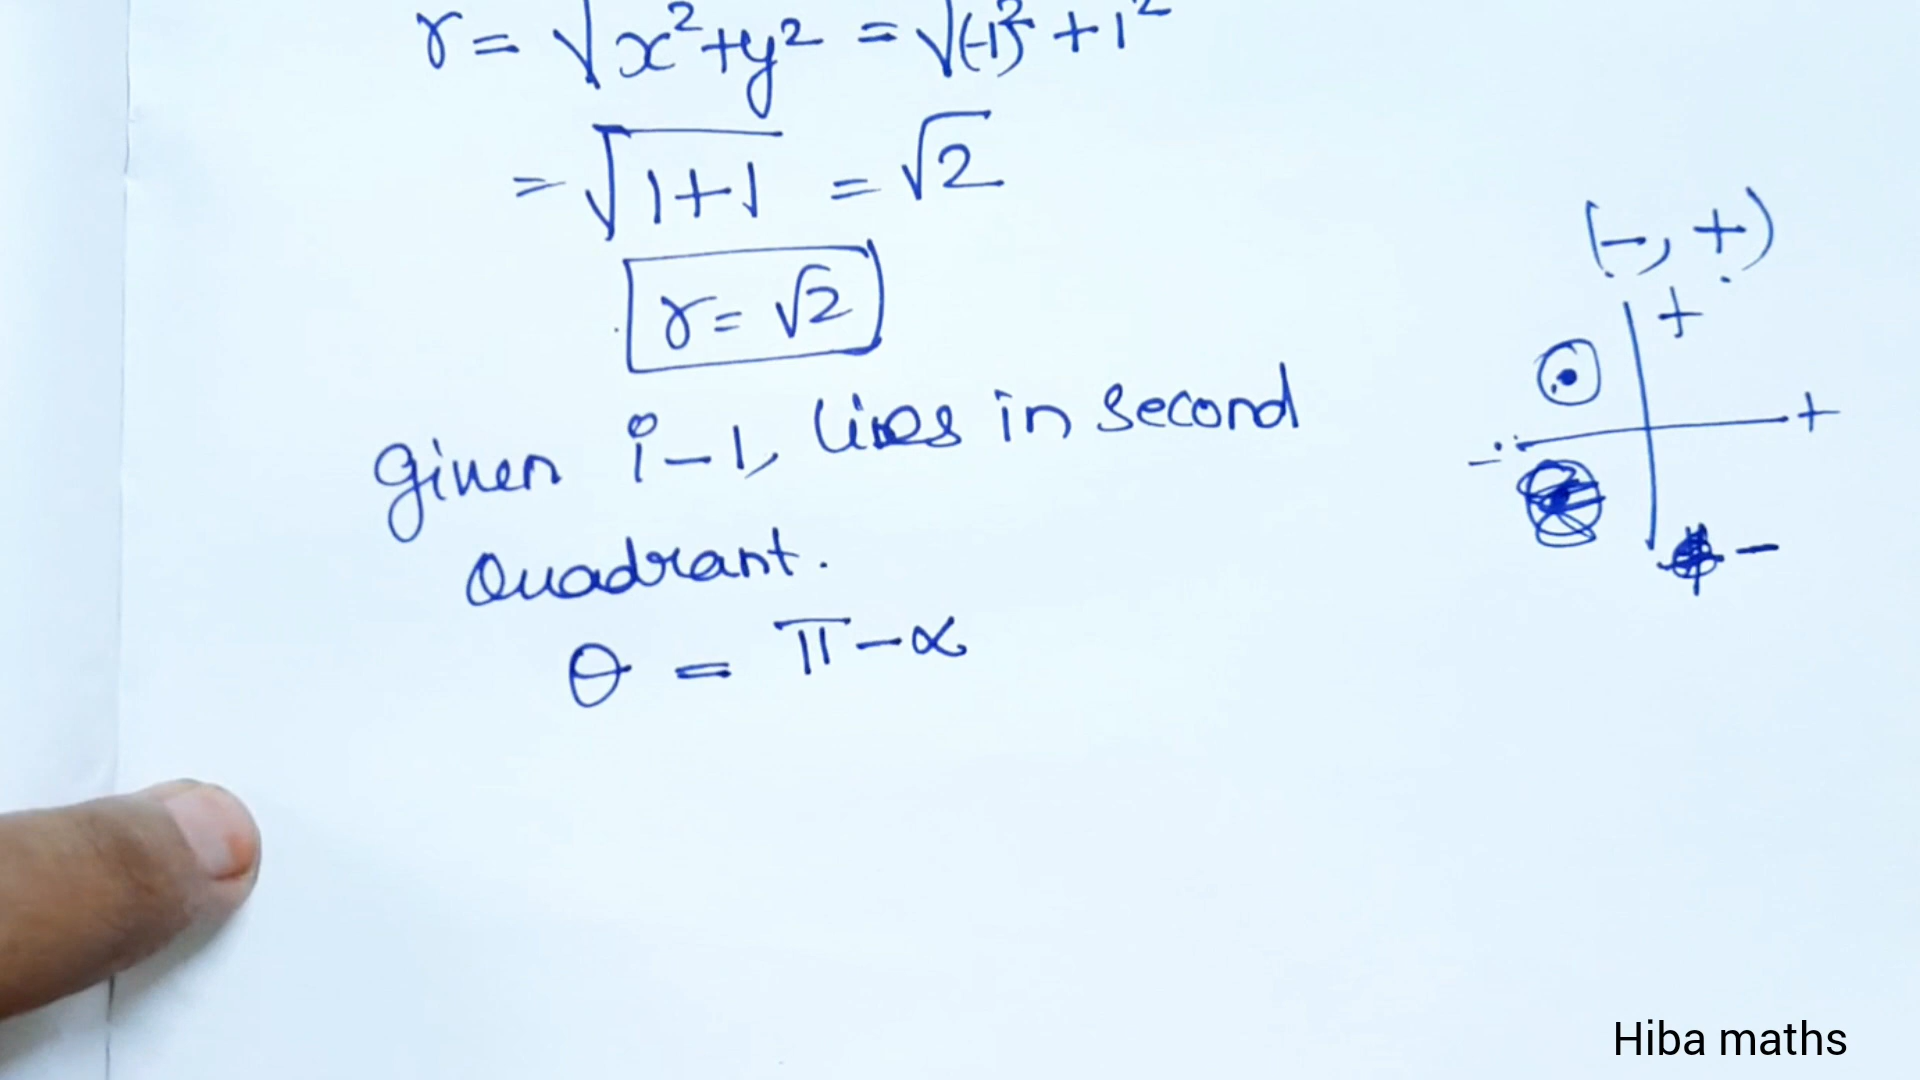 r = √x²+y² = √(-1)² + 1²
= √1+1 = √2
r = √2
given i-1, lies in second
Quadrant.
θ = π-α
(-, +)
+
+
-
-
Hiba maths